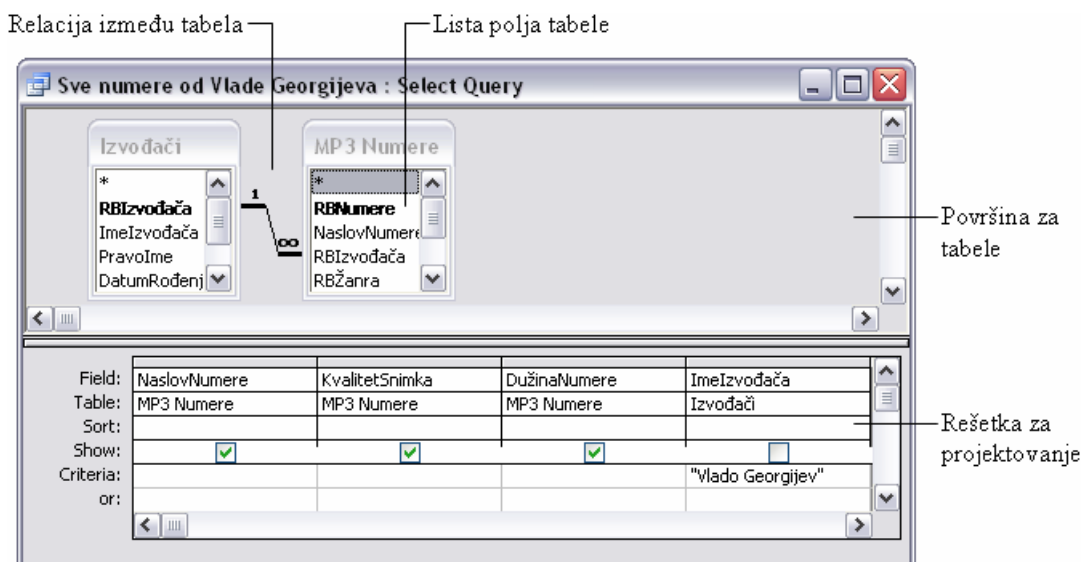 Relacija između tabela
Lista polja tabele
Sve numere od Vlade Georgijeva : Select Query
Izvođači
*
RBIzvođača
ImeIzvođača
PravoIme
DatumRođenj
1
∞
MP3 Numere
*
RBNumere
NaslovNumere
RBIzvođača
RBŽanra
Površina za
tabele
Field: NaslovNumere KvalitetSnimka DužinaNumere ImeIzvođača
Table: MP3 Numere MP3 Numere MP3 Numere Izvođači
Sort:
Show:
Criteria: "Vlado Georgijev"
or:
Rešetka za
projektovanje